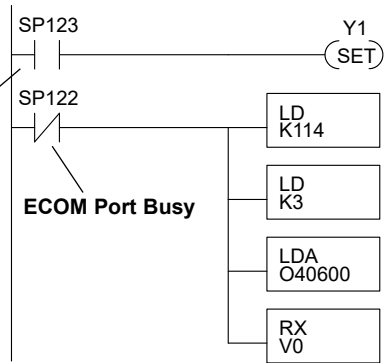 SP123
Y1
SET
SP122
LD
K114
ECOM Port Busy
LD
K3
LDA
O40600
RX
V0